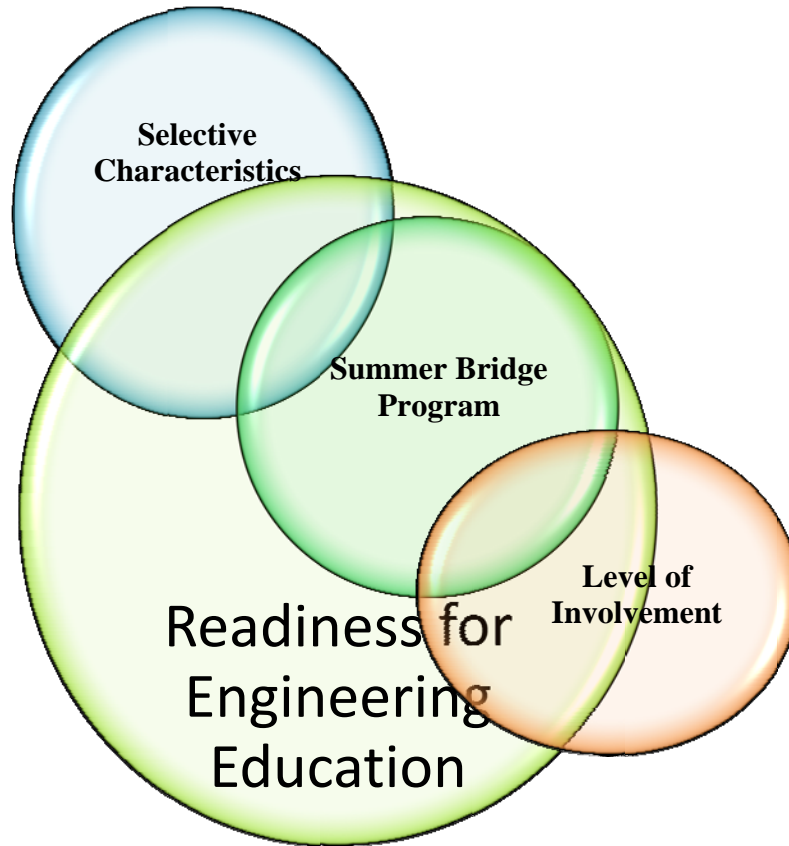 Selective
Characteristics
Summer Bridge
Program
Level of
Involvement
Readiness for
Engineering
Education